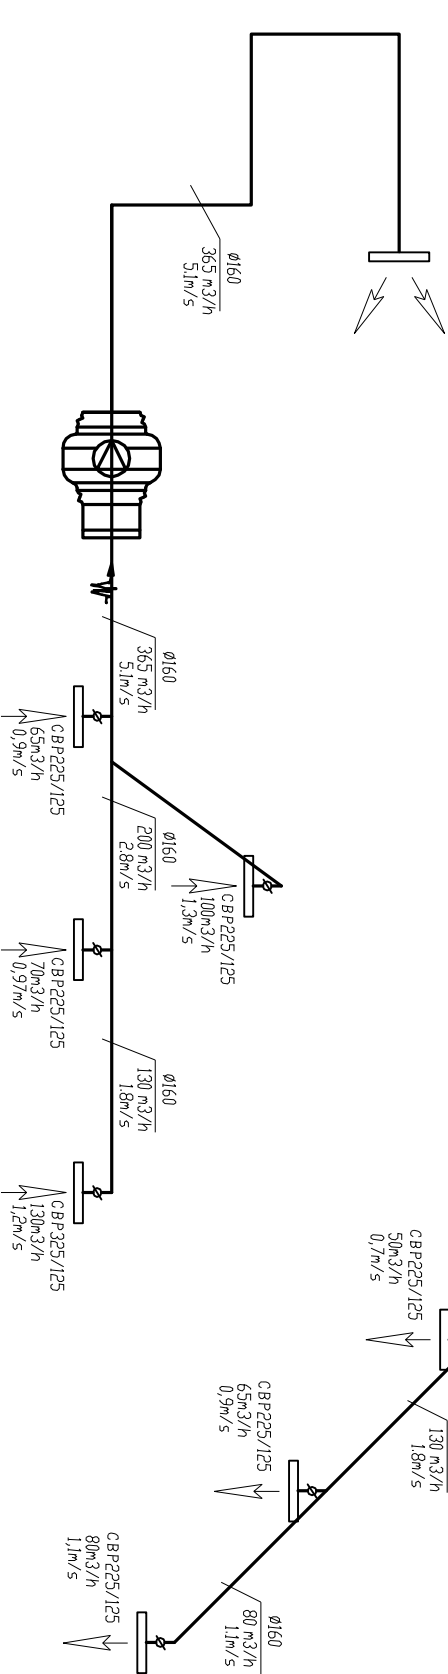 Ø160
365 m3/h
5.1m/s
Ø160
365 m3/h
5.1m/s
CBP225/125
65m3/h
0,9m/s
Ø160
200 m3/h
2.8m/s
CBP225/125
100m3/h
1,3m/s
CBP225/125
70m3/h
0,97m/s
Ø160
130 m3/h
1.8m/s
CBP325/125
130m3/h
1,2m/s
CBP225/125
50m3/h
0,7m/s
130 m3/h
1.8m/s
CBP225/125
65m3/h
0,9m/s
CBP225/125
80m3/h
1,1m/s
Ø160
80 m3/h
1.1m/s